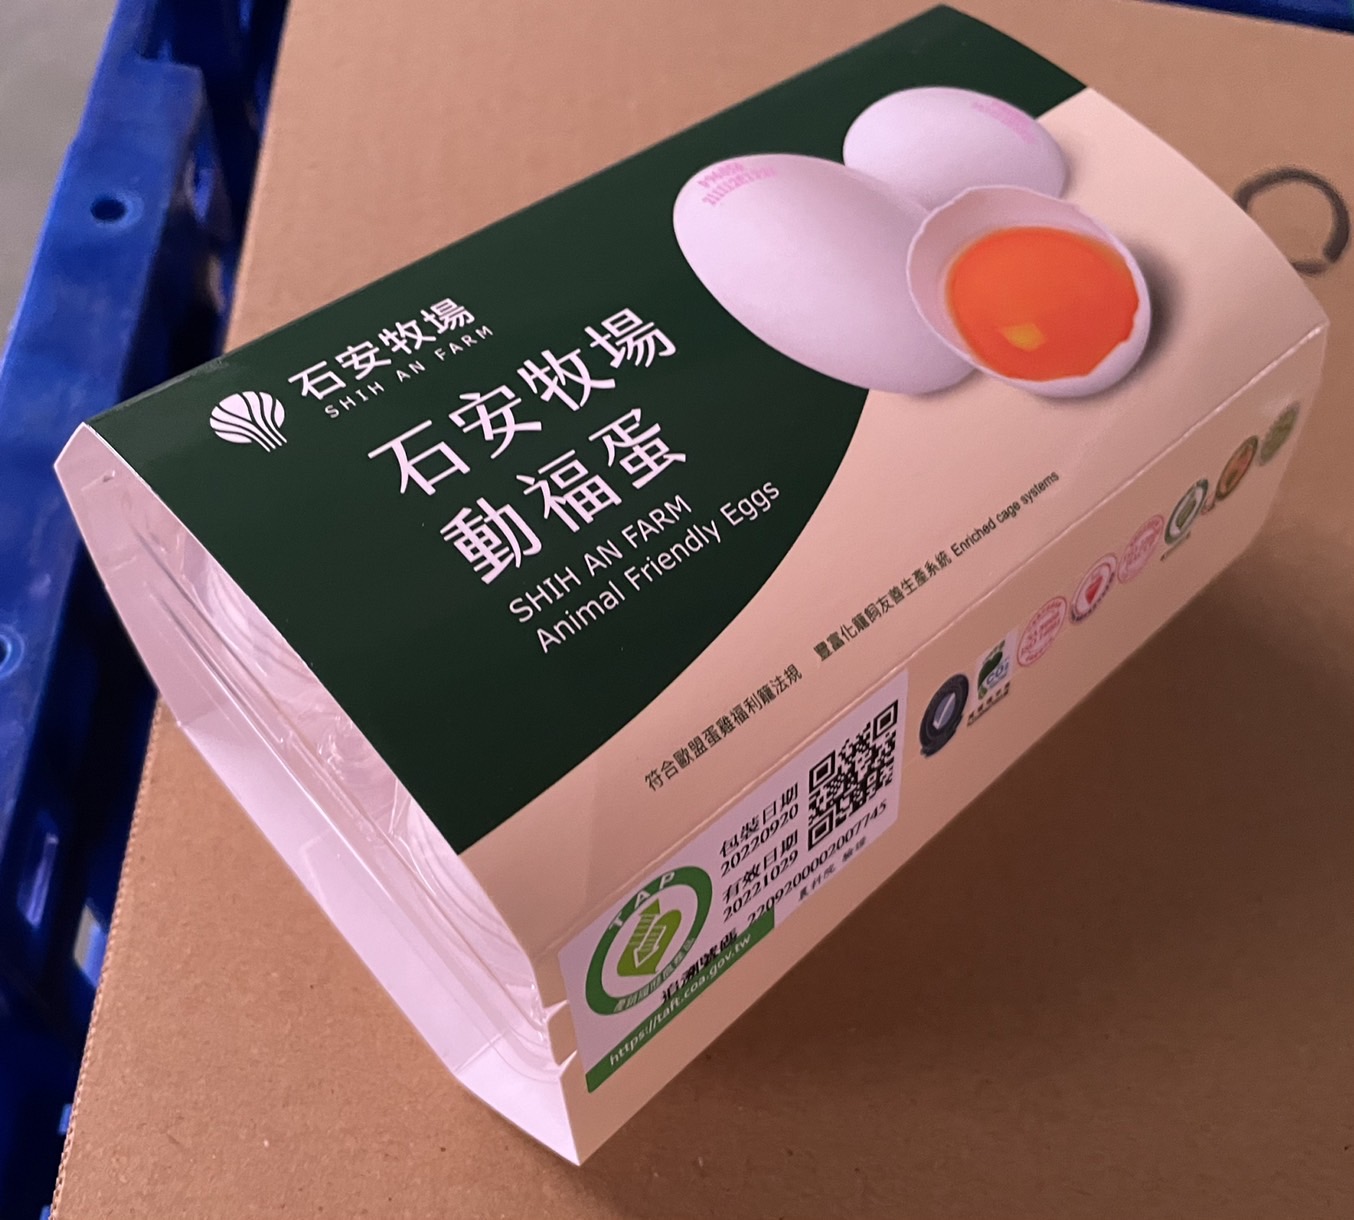 石安牧場
SHIH AN FARM
石安牧場
動福蛋
SHIH AN FARM
Animal Friendly Eggs
符合歐盟蛋雞福利籠法規 豐富化籠飼友善生產系統 Enriched cage systems
包裝日期
20220920
有效日期
20221029
追溯號碼 2209200002007745
TAP
https://taft.coa.gov.tw